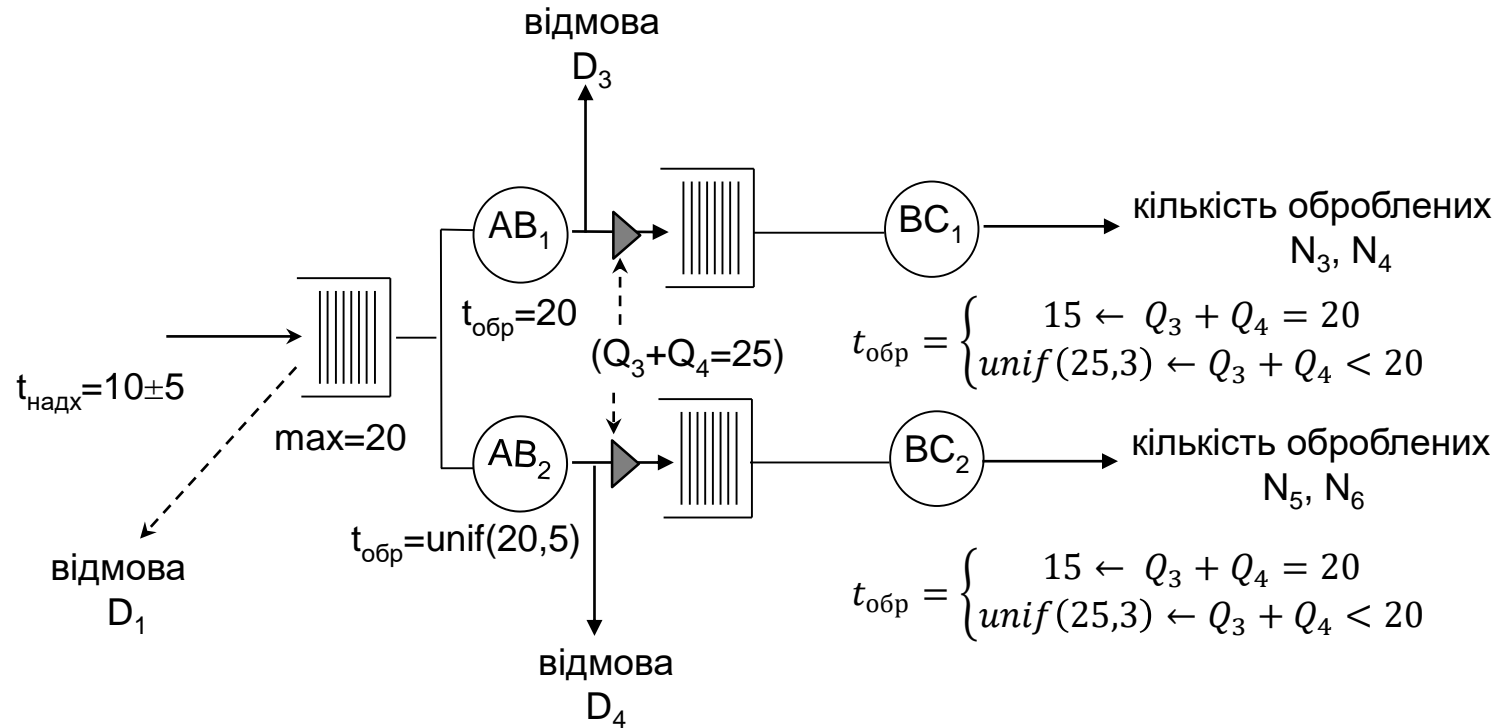 відмова
D₃
AB₁
BC₁
кількість оброблених
N₃, N₄
tобр=20
tобр = { 15 ← Q₃ + Q₄ = 20
unif(25,3) ← Q₃ + Q₄ < 20
(Q₃+Q₄=25)
tнадх=10±5
max=20
AB₂
BC₂
кількість оброблених
N₅, N₆
tобр=unif(20,5)
tобр = { 15 ← Q₃ + Q₄ = 20
unif(25,3) ← Q₃ + Q₄ < 20
відмова
D₁
відмова
D₄